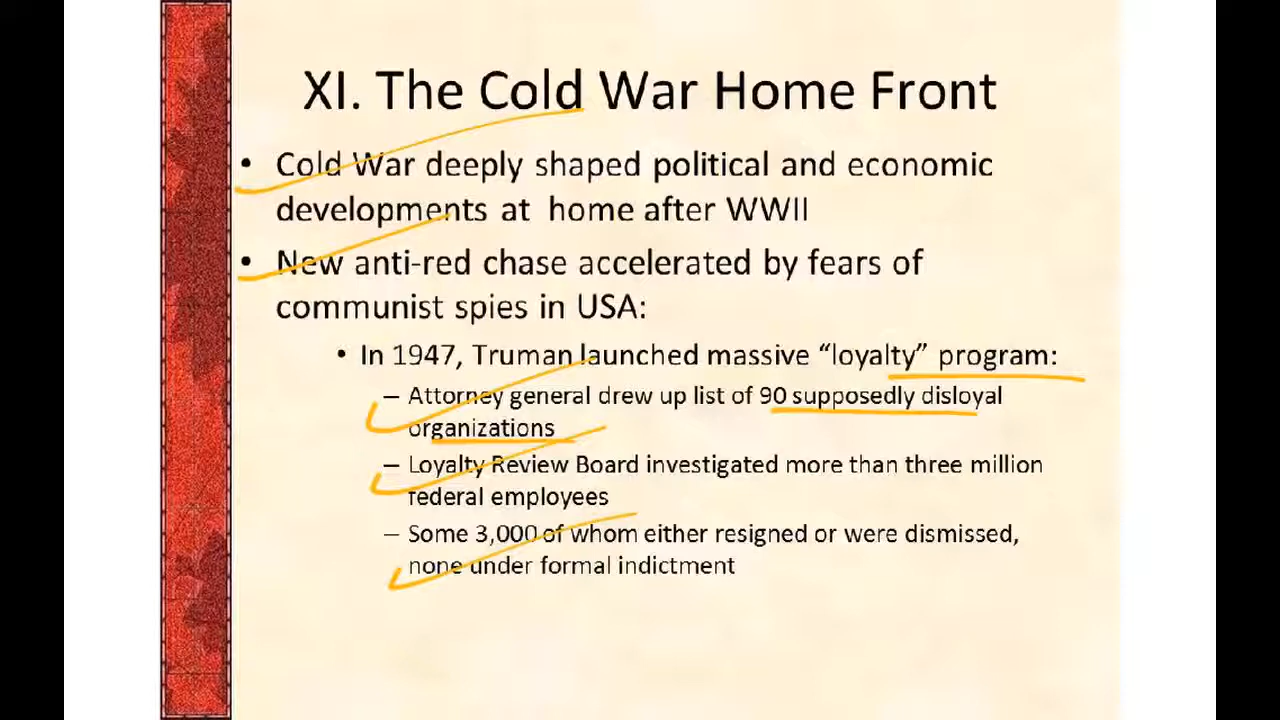 XI. The Cold War Home Front
• Cold War deeply shaped political and economic
developments at home after WWII
• New anti-red chase accelerated by fears of
communist spies in USA:
• In 1947, Truman launched massive “loyalty” program:
– Attorney general drew up list of 90 supposedly disloyal
organizations
– Loyalty Review Board investigated more than three million
federal employees
– Some 3,000 of whom either resigned or were dismissed,
none under formal indictment